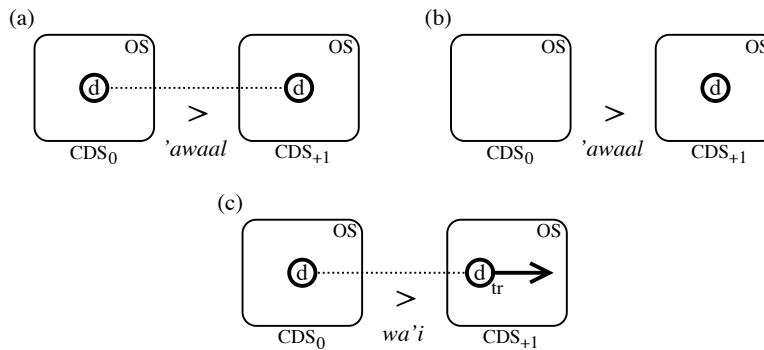 (a) (b)
OS OS OS OS
d d d
> >
CDS₀ 'awaal CDS₊₁ CDS₀ 'awaal CDS₊₁
(c)
OS OS
d d tr
>
CDS₀ wa'i CDS₊₁